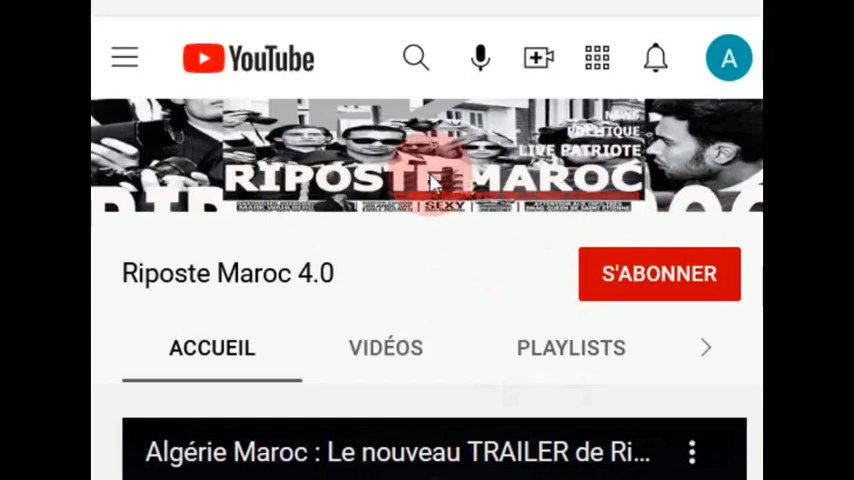 YouTube
A
NEWS
POLITIQUE
LIVE PATRIOTE
RIPOSTE MAROC
SEXY
Riposte Maroc 4.0
S'ABONNER
ACCUEIL
VIDÉOS
PLAYLISTS
Algérie Maroc : Le nouveau TRAILER de Ri...